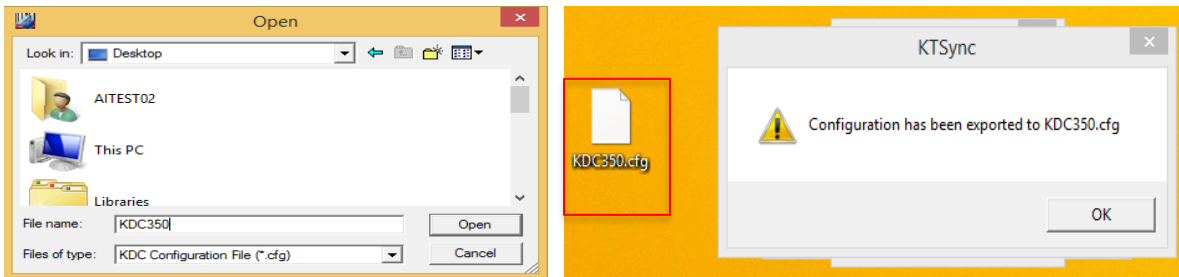 Open
Look in: Desktop
AITEST02
This PC
Libraries
File name: KDC350 Open
Files of type: KDC Configuration File (*.cfg) Cancel
KDC350.cfg
KTSync
Configuration has been exported to KDC350.cfg
OK